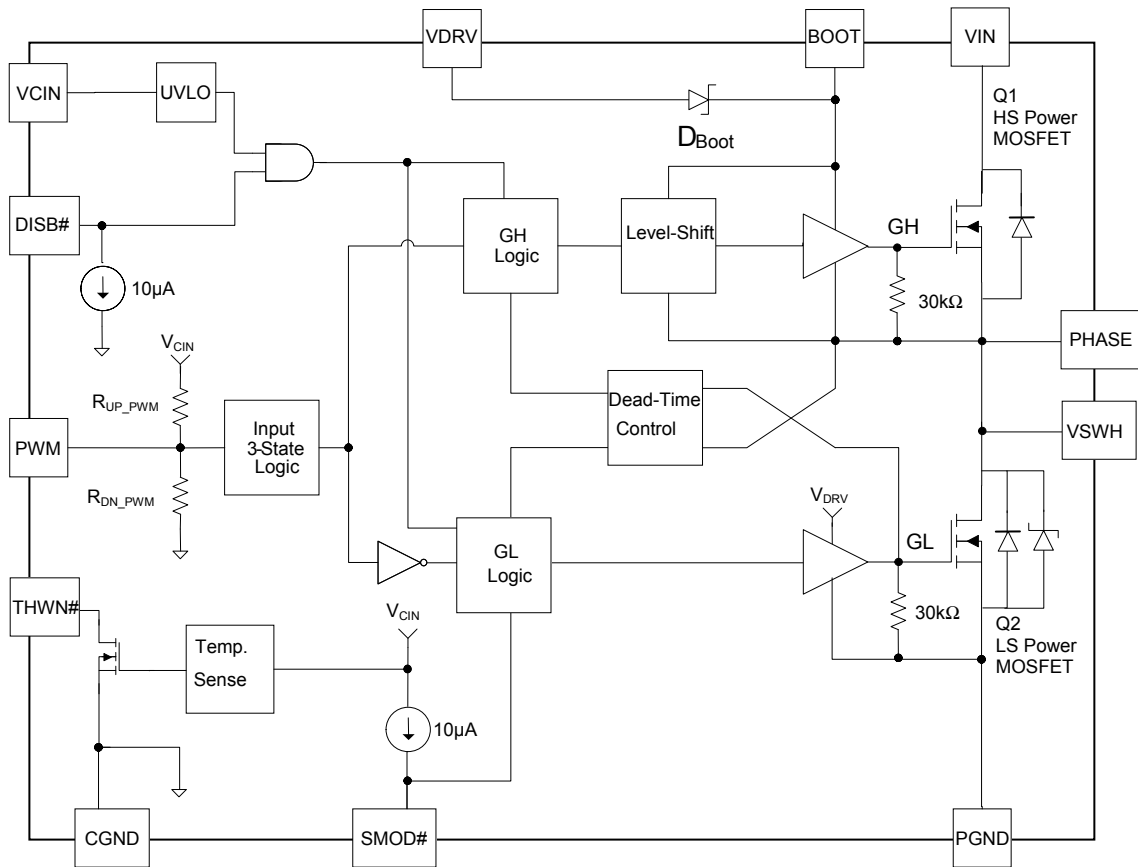 VDRV
BOOT
VIN
VCIN
UVLO
DBoot
Q1
HS Power
MOSFET
DISB#
GH
Logic
Level-Shift
GH
10µA
30kΩ
VCIN
PHASE
RUP_PWM
Dead-Time
Control
PWM
Input
3-State
Logic
VSWH
RDN_PWM
VDRV
GL
Logic
GL
THWN#
VCIN
30kΩ
Temp.
Sense
Q2
LS Power
MOSFET
10µA
CGND
SMOD#
PGND